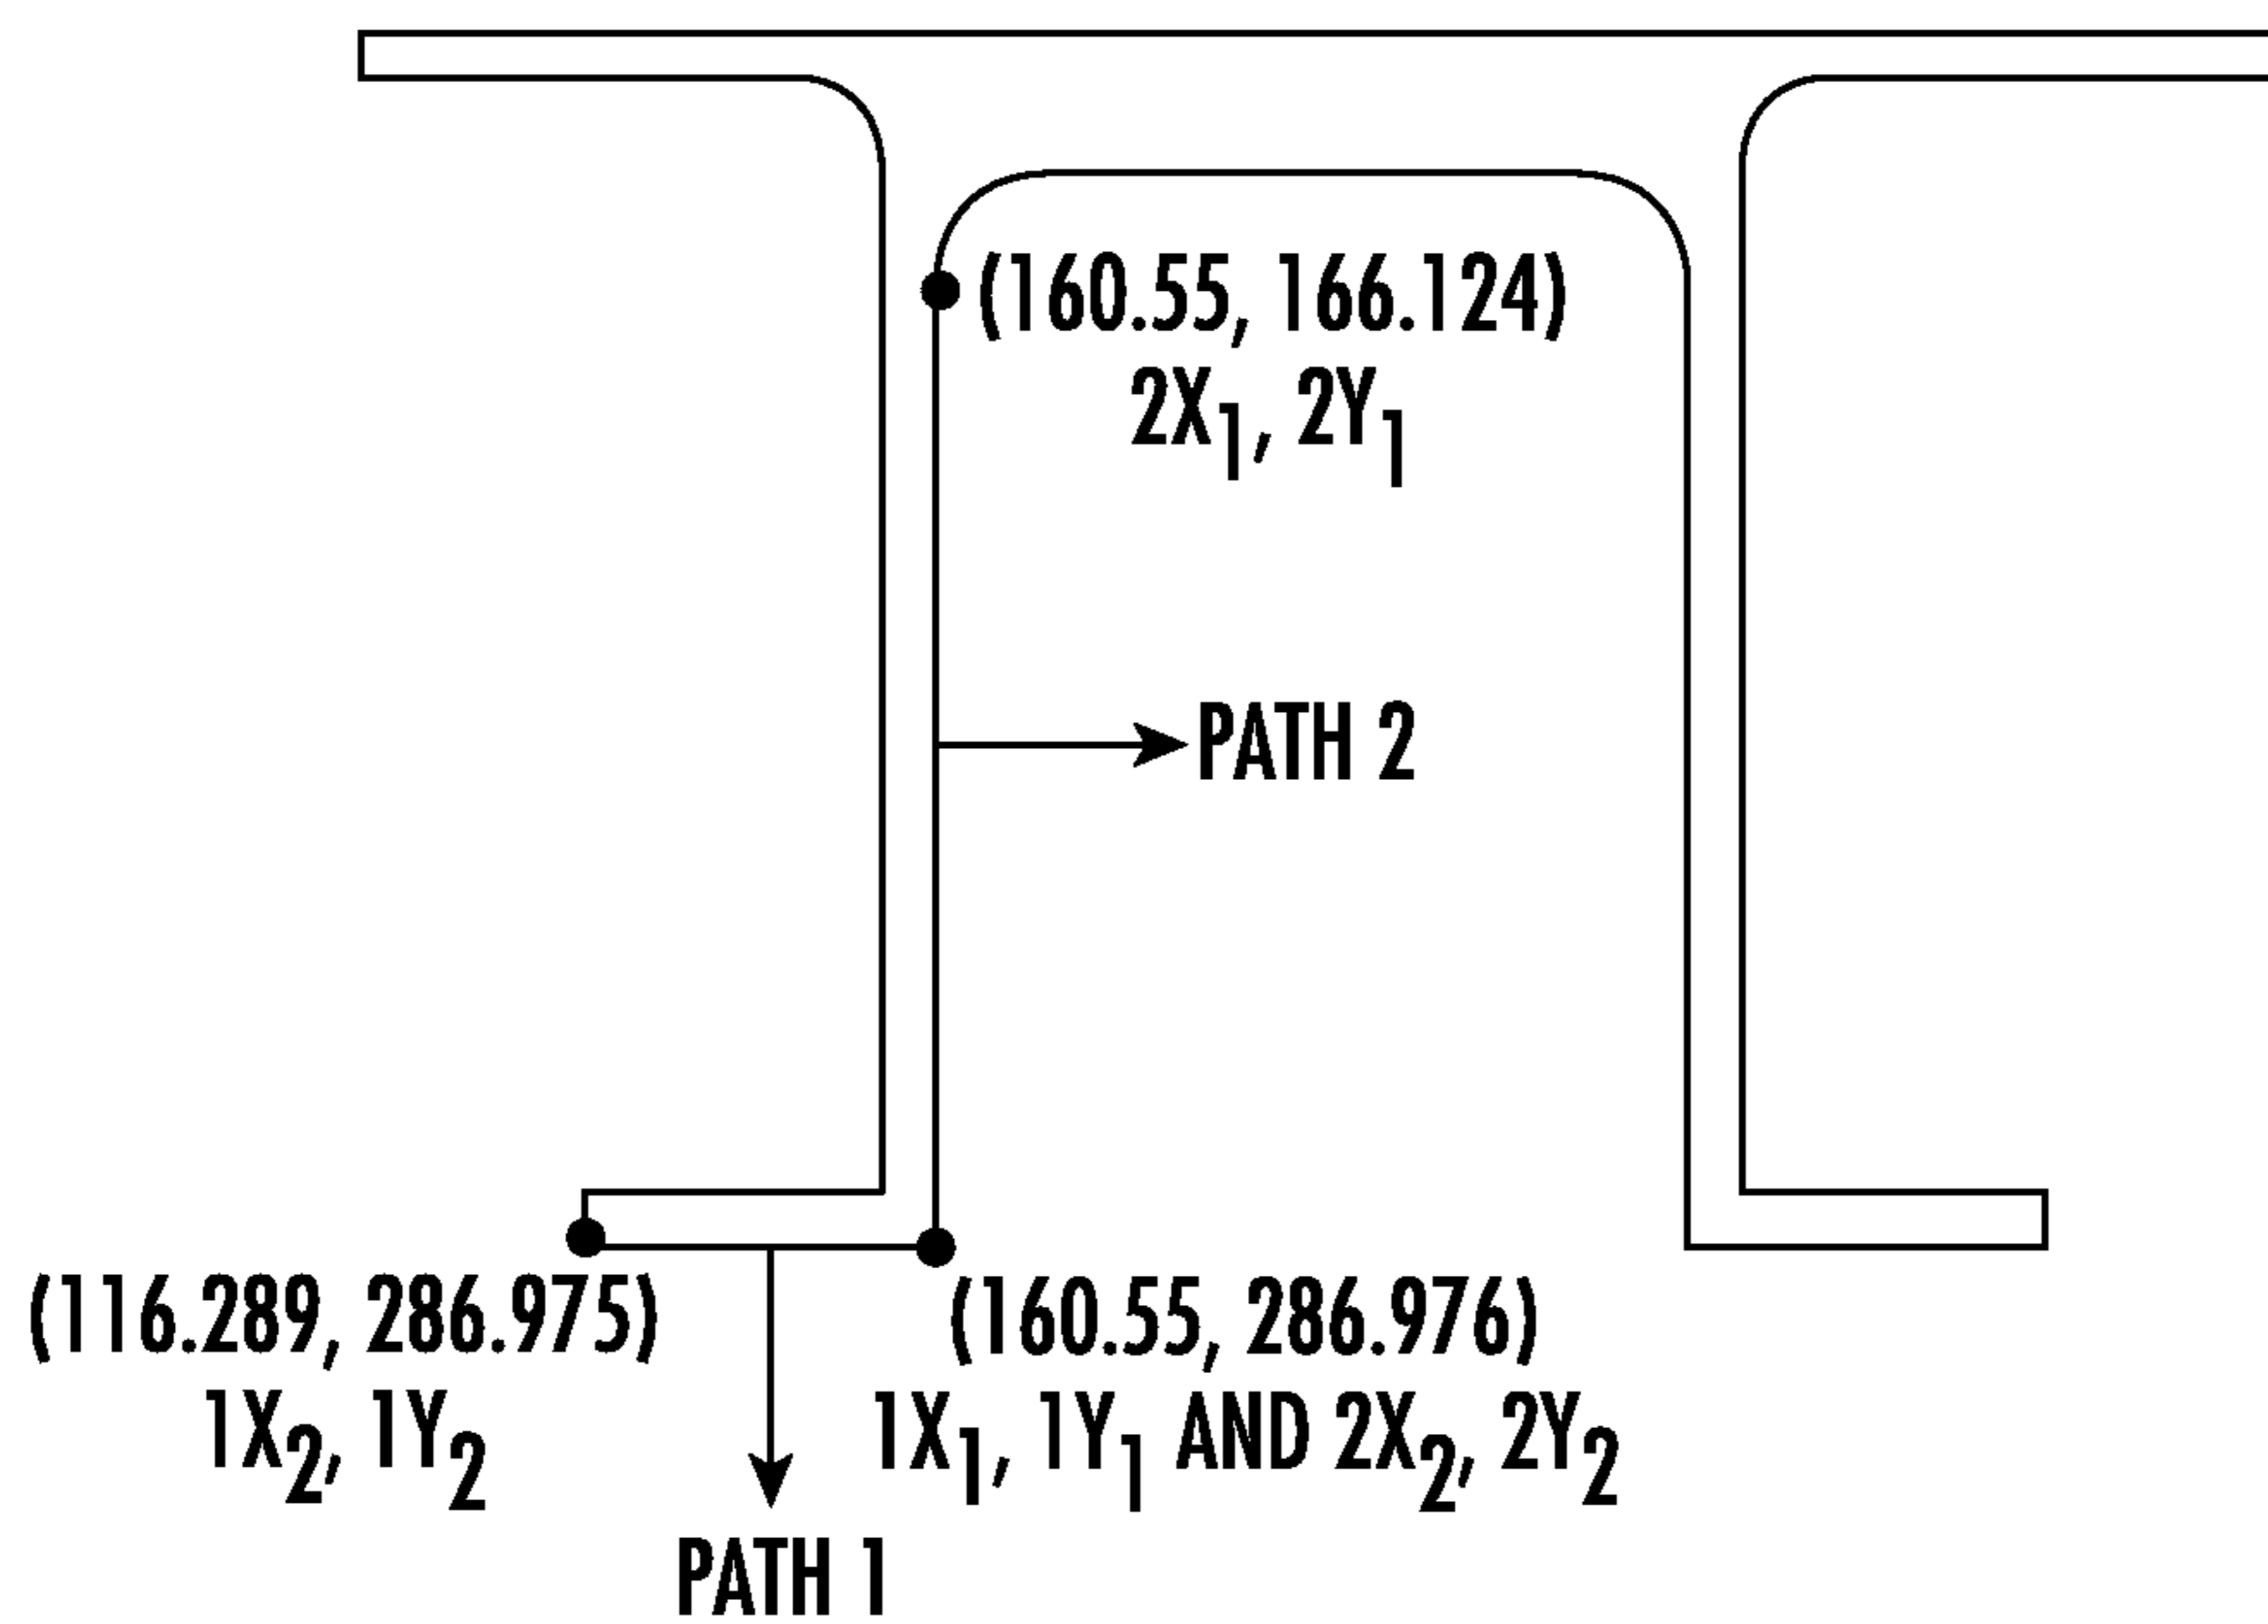 (160.55, 166.124)
2X1, 2Y1
PATH 2
(116.289, 286.975)
1X2, 1Y2
(160.55, 286.976)
1X1, 1Y1 AND 2X2, 2Y2
PATH 1